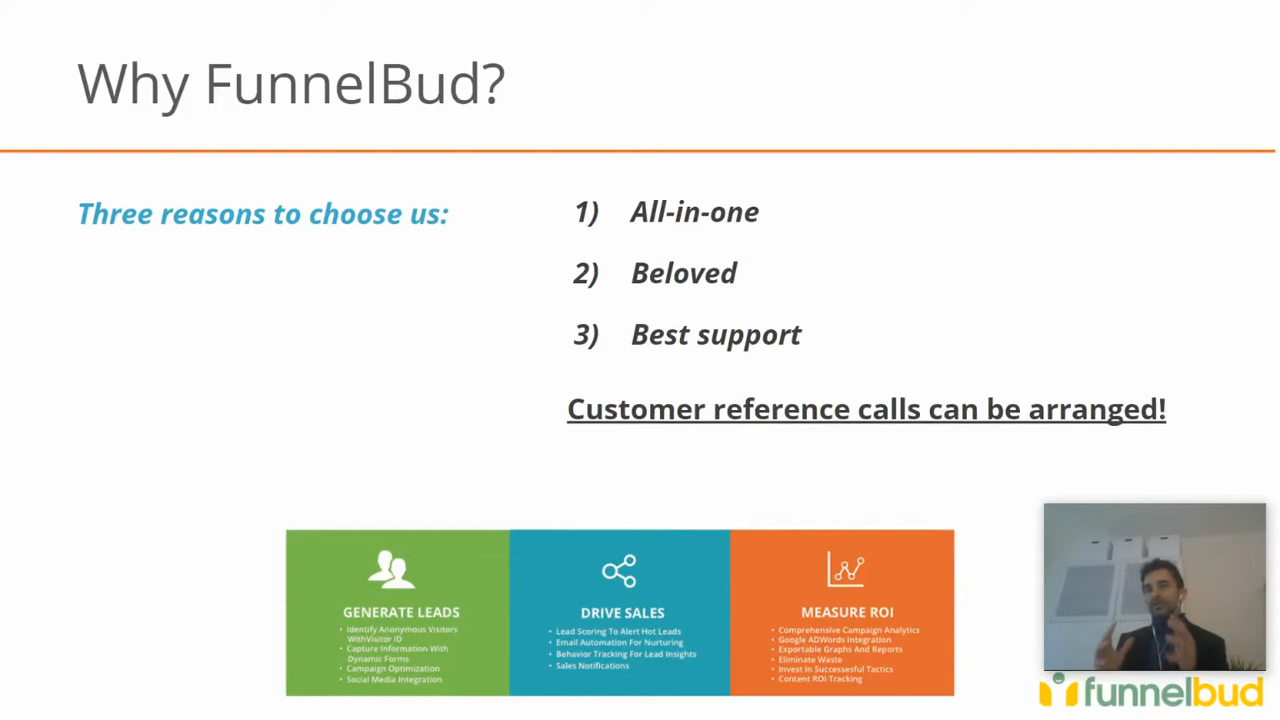 Why FunnelBud?
Three reasons to choose us:
1) All-in-one
2) Beloved
3) Best support
Customer reference calls can be arranged!
GENERATE LEADS
• Identify Anonymous Visitors
WithVisitor ID
• Capture Information With
Dynamic Forms
• Campaign Optimization
• Social Media Integration
DRIVE SALES
• Lead Scoring To Alert Hot Leads
• Email Automation For Nurturing
• Behavior Tracking For Lead Insights
• Sales Notifications
MEASURE ROI
• Comprehensive Campaign Analytics
• Google ADWords Integration
• Exportable Graphs And Reports
• Eliminate Waste
• Invest In Succesesful Tactics
• Content ROI Tracking
funnelbud